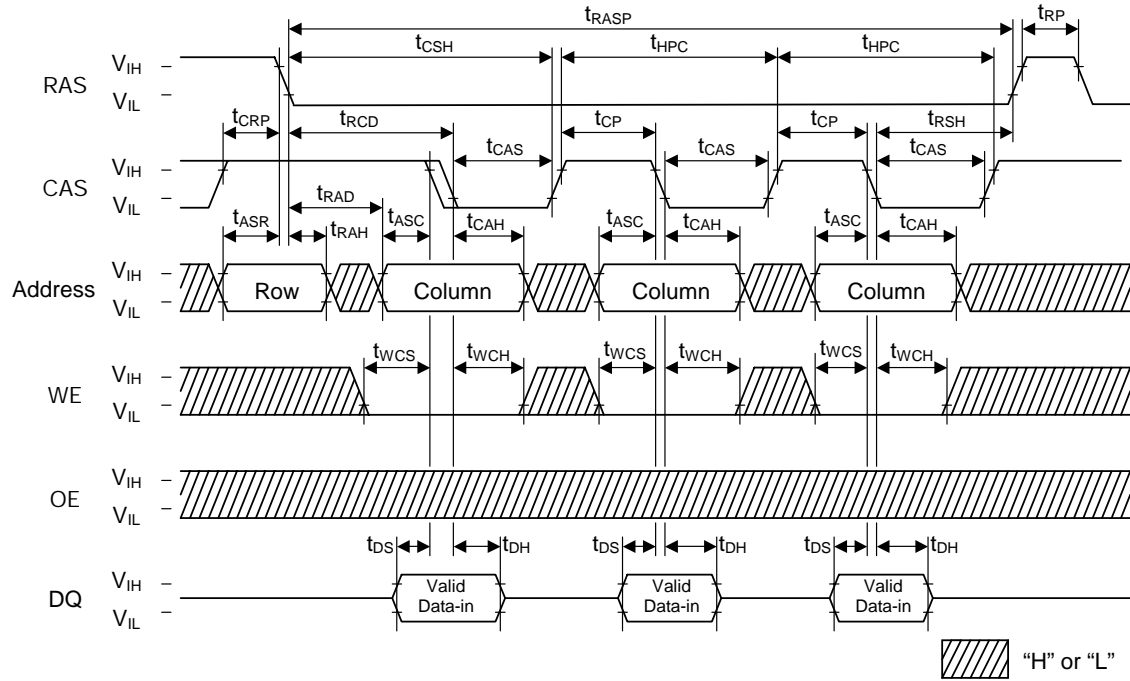 tRASP
tRP
tCSH tHPC tHPC
RAS VIH
VIL
tCRP tRCD tCP tCP tRSH
tCAS tCAS tCAS
CAS VIH
VIL
tRAD
tASR tRAH tASC tCAH tASC tCAH tASC tCAH
Address VIH
VIL
Row Column Column Column
tWCS tWCH tWCS tWCH tWCS tWCH
WE VIH
VIL
OE VIH
VIL
tDS tDH tDS tDH tDS tDH
DQ VIH
VIL
Valid Data-in
Valid Data-in
Valid Data-in
“H” or “L”